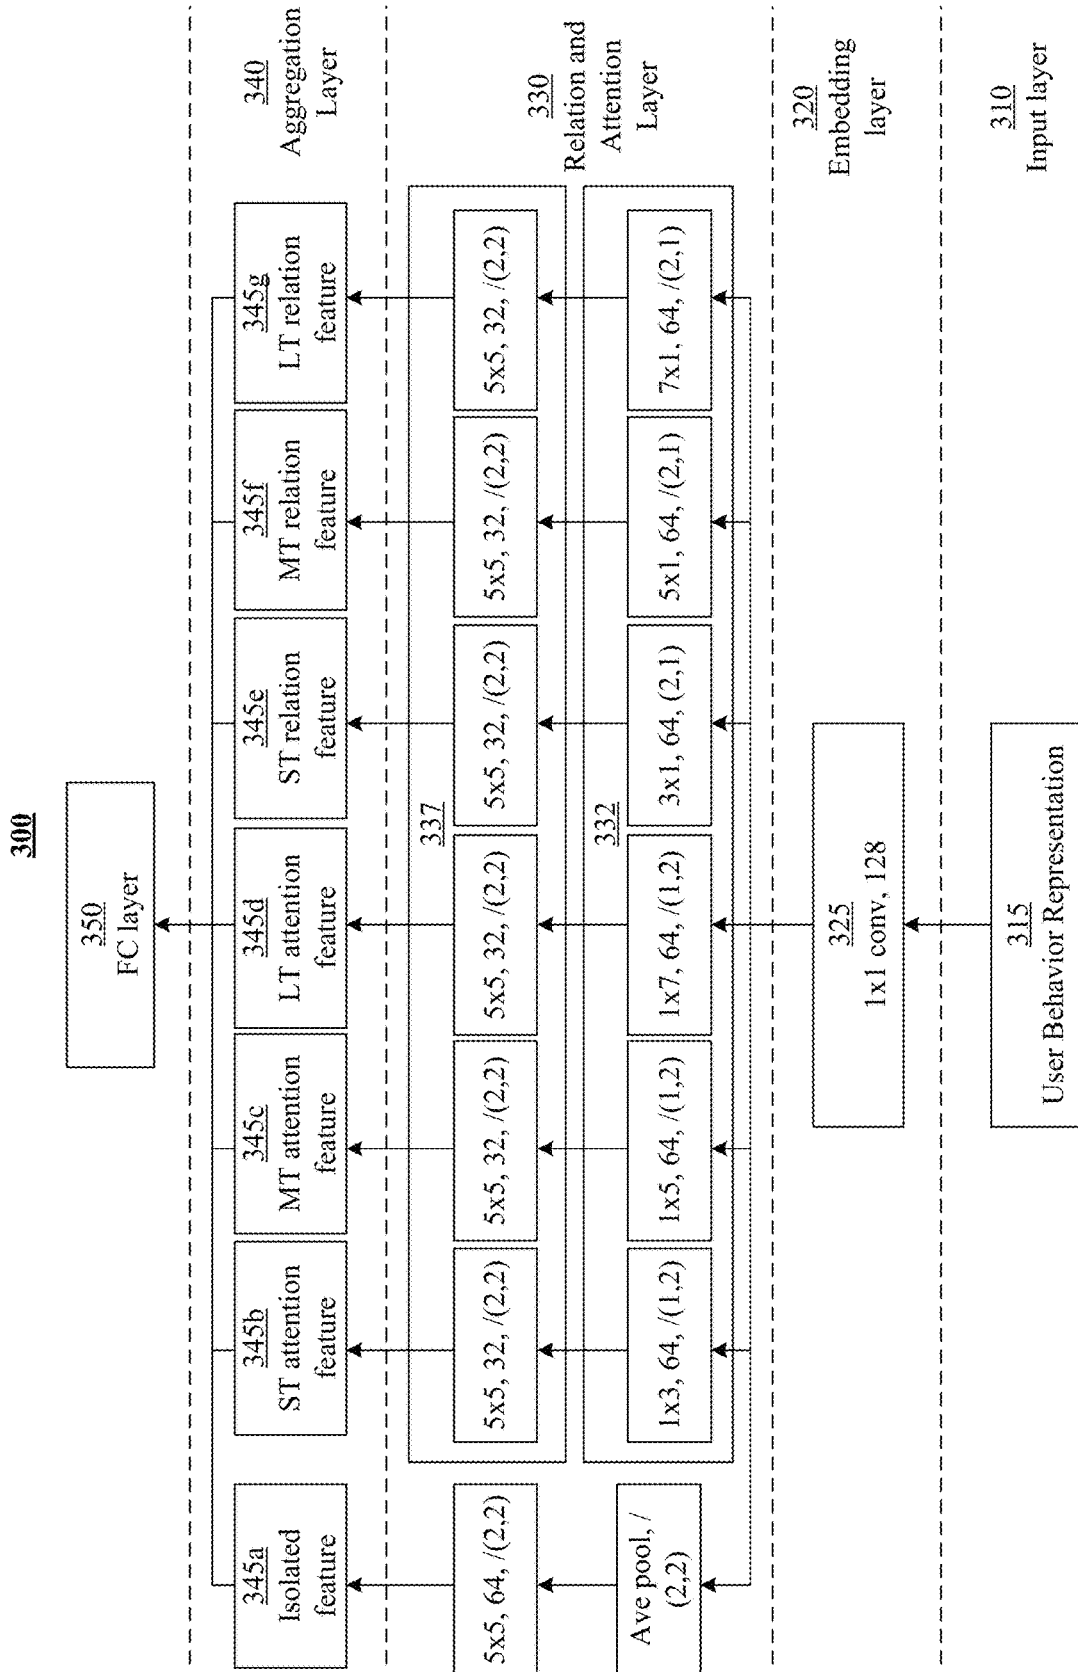 300
350
FC layer
345a
Isolated
feature
345b
ST attention
feature
345c
MT attention
feature
345d
LT attention
feature
345e
ST relation
feature
345f
MT relation
feature
345g
LT relation
feature
340
Aggregation
Layer
337
5x5, 64, /(2,2)
5x5, 32, /(2,2)
5x5, 32, /(2,2)
5x5, 32, /(2,2)
5x5, 32, /(2,2)
5x5, 32, /(2,2)
5x5, 32, /(2,2)
330
Relation and
Attention
Layer
332
Ave pool, /
(2,2)
1x3, 64, /(1,2)
1x5, 64, /(1,2)
1x7, 64, /(1,2)
3x1, 64, (2,1)
5x1, 64, /(2,1)
7x1, 64, /(2,1)
325
1x1 conv, 128
320
Embedding
layer
315
User Behavior Representation
310
Input layer